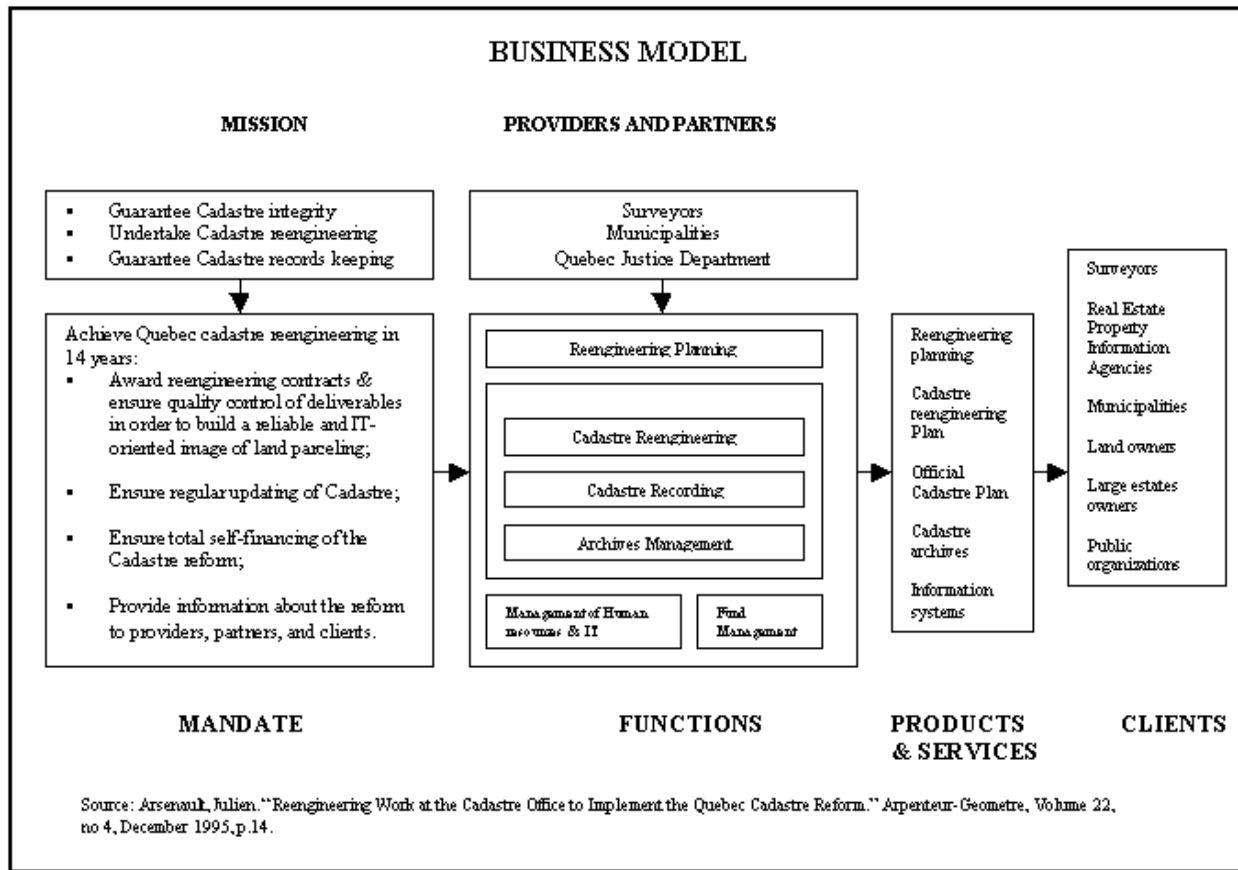 BUSINESS MODEL
MISSION
PROVIDERS AND PARTNERS
▪ Guarantee Cadastre integrity
▪ Undertake Cadastre reengineering
▪ Guarantee Cadastre records keeping
Surveyors
Municipalities
Quebec Justice Department
Achieve Quebec cadastre reengineering in
14 years:
▪ Award reengineering contracts &
ensure quality control of deliverables
in order to build a reliable and IT-
oriented image of land parceling;
▪ Ensure regular updating of Cadastre;
▪ Ensure total self-financing of the
Cadastre reform;
▪ Provide information about the reform
to providers, partners, and clients.
Reengineering Planning
Cadastre Reengineering
Cadastre Recording
Archives Management
Management of Human
resources & IT
Fund
Management
Reengineering
planning
Cadastre
reengineering
Plan
Official
Cadastre Plan
Cadastre
archives
Information
systems
Surveyors
Real Estate
Property
Information
Agencies
Municipalities
Land owners
Large estates
owners
Public
organizations
MANDATE
FUNCTIONS
PRODUCTS
& SERVICES
CLIENTS
Source: Arsenault, Julien. “Reengineering Work at the Cadastre Office to Implement the Quebec Cadastre Reform.” Arpenteur-Geometre, Volume 22,
no 4, December 1995, p.14.